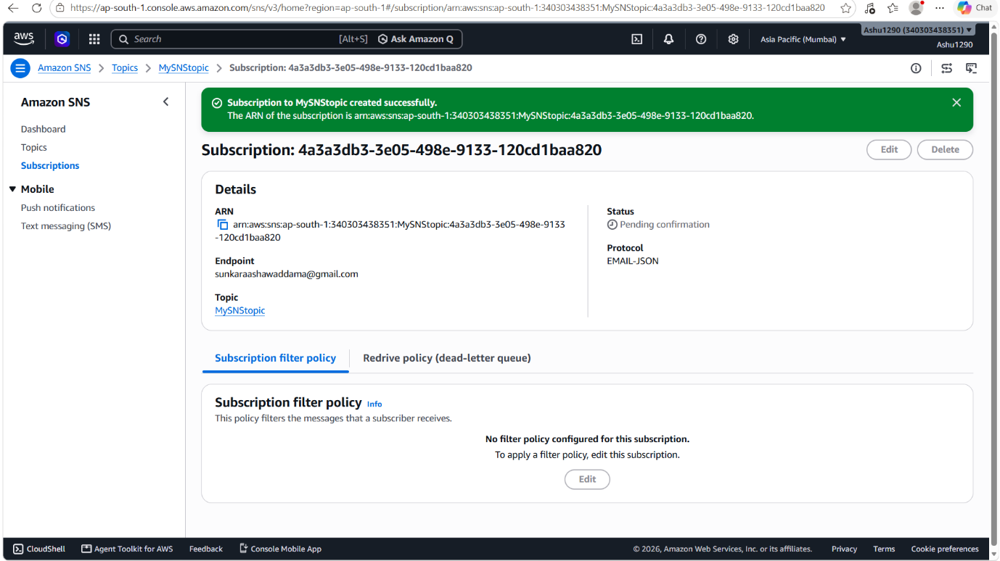 https://ap-south-1.console.aws.amazon.com/sns/v3/home?region=ap-south-1#/subscription/arn:aws:sns:ap-south-1:340303438351:MySNStopic:4a3a3db3-3e05-498e-9133-120cd1baa820
Chat
aws
Search
[Alt+S]
Ask Amazon Q
Asia Pacific (Mumbai)
Ashu1290 (340303438351)
Ashu1290
Amazon SNS
Topics
MySNStopic
Subscription: 4a3a3db3-3e05-498e-9133-120cd1baa820
Amazon SNS
Dashboard
Topics
Subscriptions
Mobile
Push notifications
Text messaging (SMS)
Subscription to MySNStopic created successfully.
The ARN of the subscription is arn:aws:sns:ap-south-1:340303438351:MySNStopic:4a3a3db3-3e05-498e-9133-120cd1baa820.
Subscription: 4a3a3db3-3e05-498e-9133-120cd1baa820
Edit
Delete
Details
ARN
arn:aws:sns:ap-south-1:340303438351:MySNStopic:4a3a3db3-3e05-498e-9133
-120cd1baa820
Endpoint
sunkaraashawaddama@gmail.com
Topic
MySNStopic
Status
Pending confirmation
Protocol
EMAIL-JSON
Subscription filter policy
Redrive policy (dead-letter queue)
Subscription filter policy Info
This policy filters the messages that a subscriber receives.
No filter policy configured for this subscription.
To apply a filter policy, edit this subscription.
Edit
CloudShell
Agent Toolkit for AWS
Feedback
Console Mobile App
© 2026, Amazon Web Services, Inc. or its affiliates.
Privacy
Terms
Cookie preferences